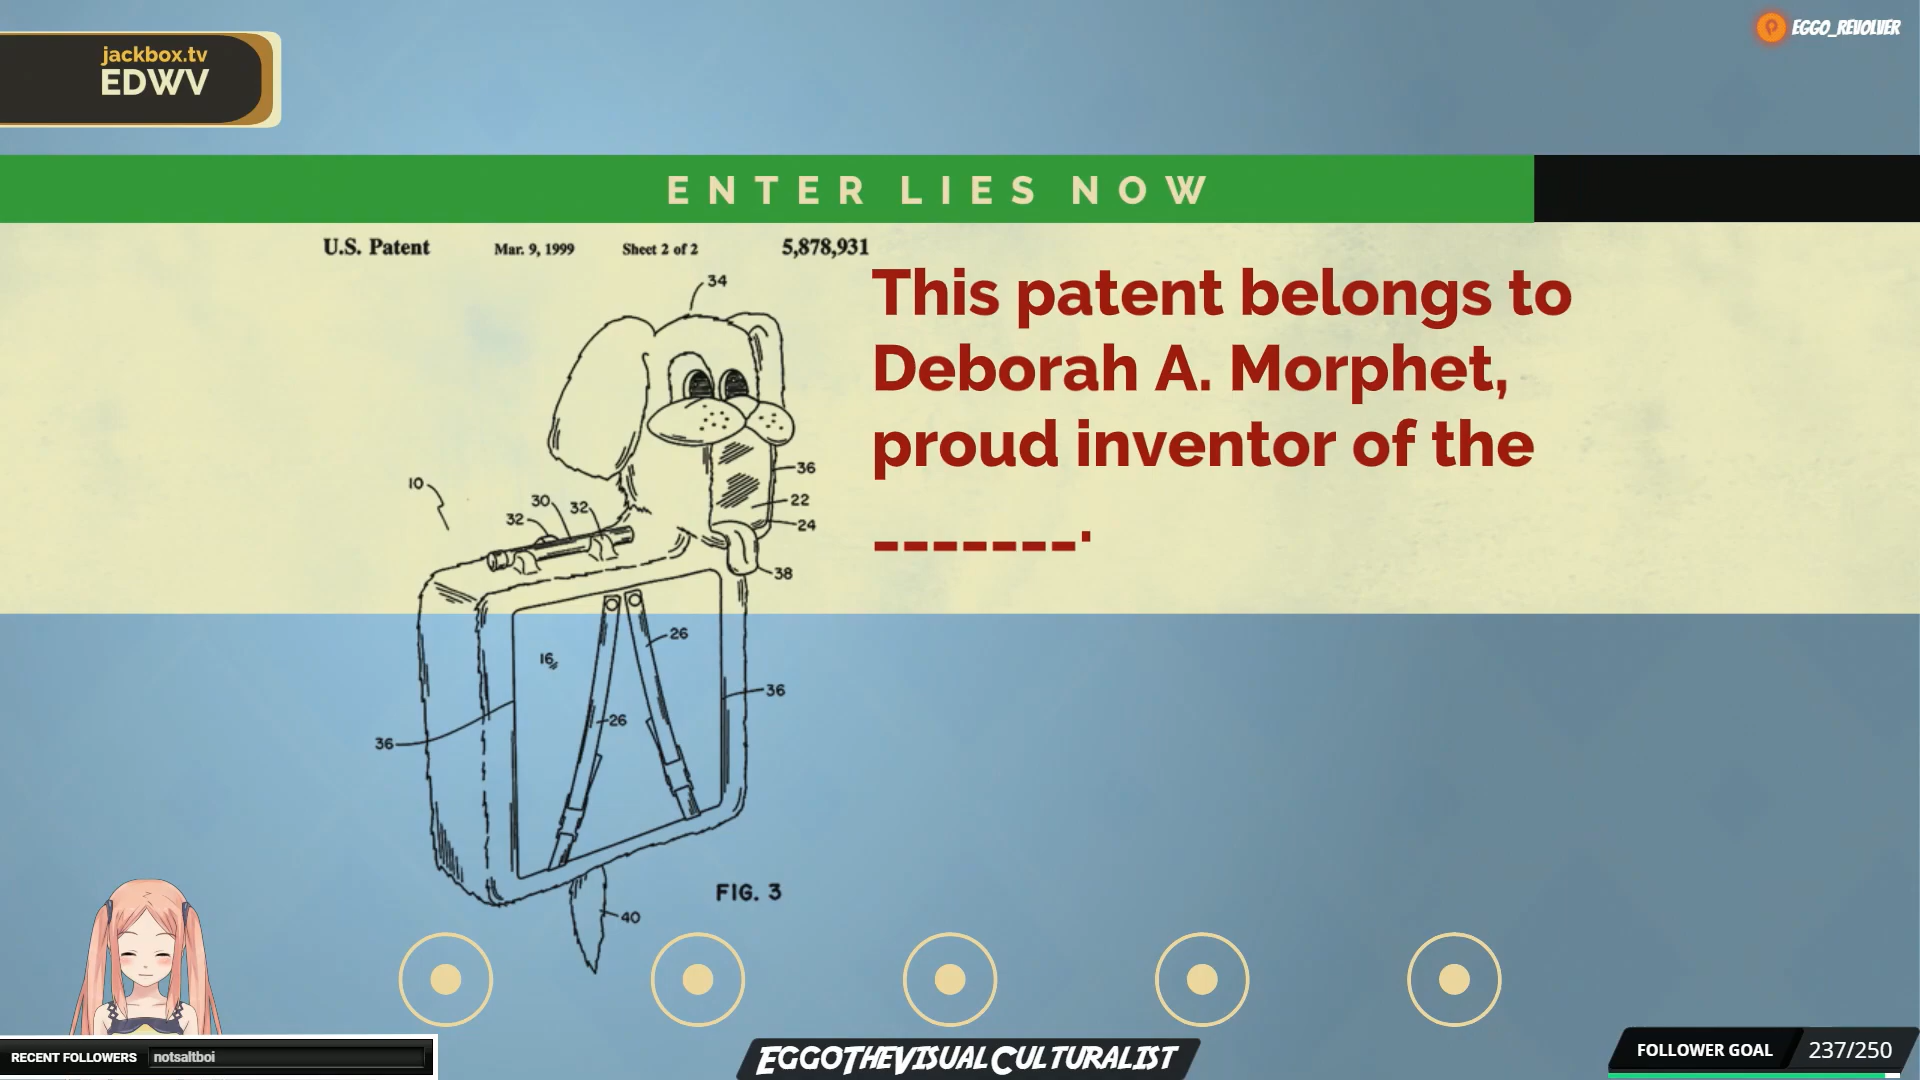 jackbox.tv
EDWV
EGGO_REVOLVER
ENTER LIES NOW
U.S. Patent Mar. 9, 1999 Sheet 2 of 2 5,878,931
This patent belongs to
Deborah A. Morphet,
proud inventor of the
_______.
34
36
10
30
32
22
32
24
38
26
16
36
26
36
FIG. 3
40
RECENT FOLLOWERS notsaltboi
EGGOTHEVISUALCULTURALIST
FOLLOWER GOAL 237/250